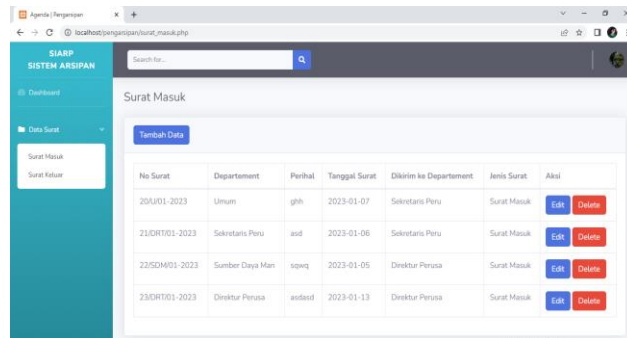 Agenda | Pengarsipan
localhost/pengarsipan/surat_masuk.php
SIARP
SISTEM ARSIPAN
Search for...
Dashboard
Surat Masuk
Data Surat
Tambah Data
Surat Masuk
Surat Keluar
No Surat Departement Perihal Tanggal Surat Dikirim ke Departement Jenis Surat Aksi
20/U/01-2023 Umum ghh 2023-01-07 Sekretaris Peru Surat Masuk Edit Delete
21/DRT/01-2023 Sekretaris Peru asd 2023-01-06 Sekretaris Peru Surat Masuk Edit Delete
22/SDM/01-2023 Sumber Daya Man sqwq 2023-01-05 Direktur Perusa Surat Masuk Edit Delete
23/DRT/01-2023 Direktur Perusa asdasd 2023-01-13 Direktur Perusa Surat Masuk Edit Delete